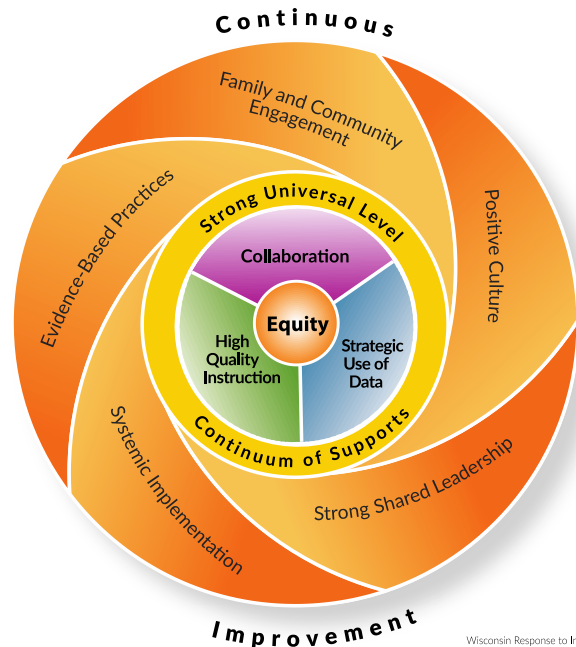 Continuous
Family and Community
Engagement
Positive Culture
Evidence-Based Practices
Strong Universal Level
Collaboration
Equity
High
Quality
Instruction
Strategic
Use of
Data
Continuum of Supports
Systemic Implementation
Strong Shared Leadership
Improvement
Wisconsin Response to